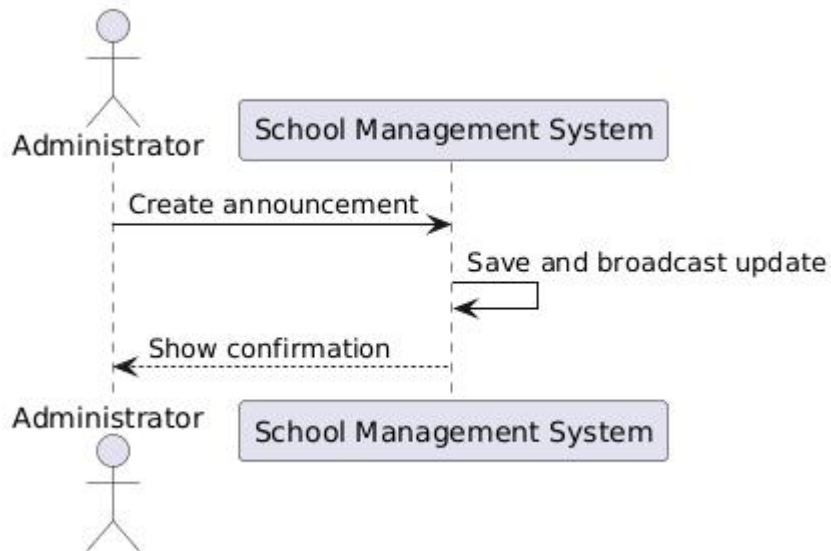 Administrator
School Management System
Create announcement
Save and broadcast update
Show confirmation
Administrator
School Management System